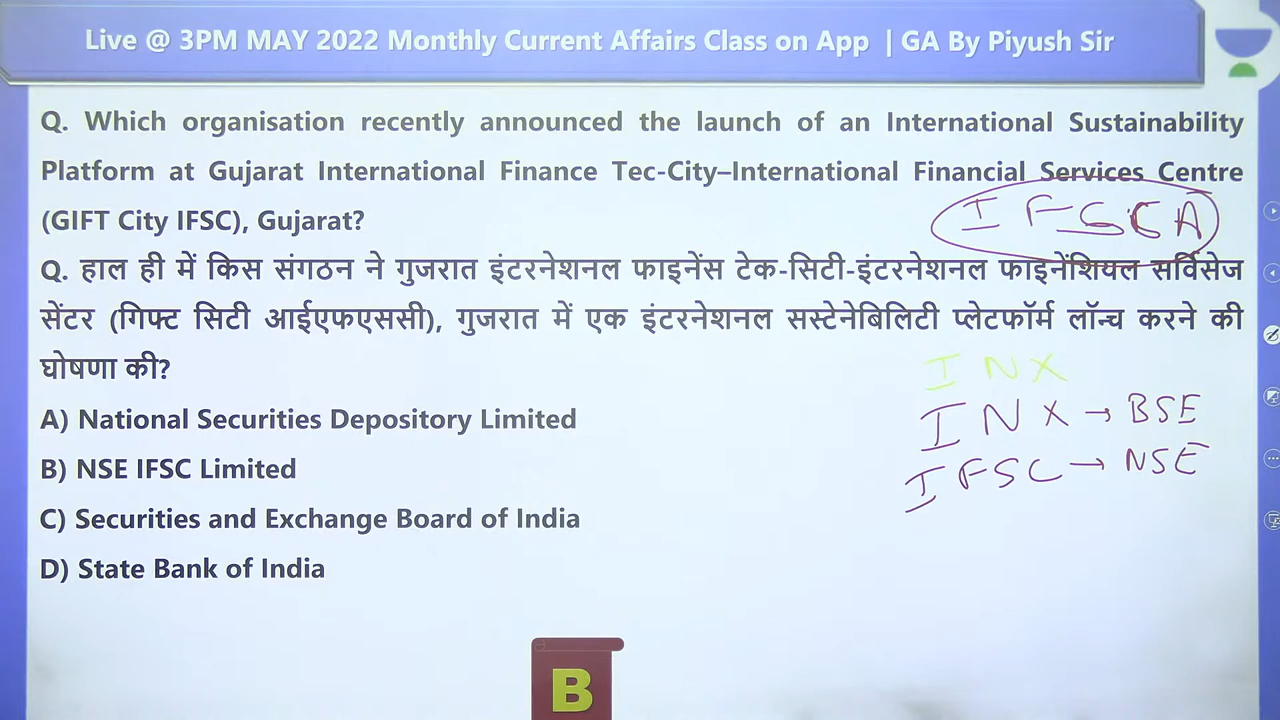 Live @ 3PM MAY 2022 Monthly Current Affairs Class on App | GA By Piyush Sir
Q. Which organisation recently announced the launch of an International Sustainability
Platform at Gujarat International Finance Tec-City–International Financial Services Centre
(GIFT City IFSC), Gujarat?
IFSCA
Q. हाल ही में किस संगठन ने गुजरात इंटरनेशनल फाइनेंस टेक-सिटी-इंटरनेशनल फाइनेंशियल सर्विसेज
सेंटर (गिफ्ट सिटी आईएफएससी), गुजरात में एक इंटरनेशनल सस्टेनेबिलिटी प्लेटफॉर्म लॉन्च करने की
घोषणा की?
INX
A) National Securities Depository Limited
INX → BSE
B) NSE IFSC Limited
IFSC → NSE
C) Securities and Exchange Board of India
D) State Bank of India
B